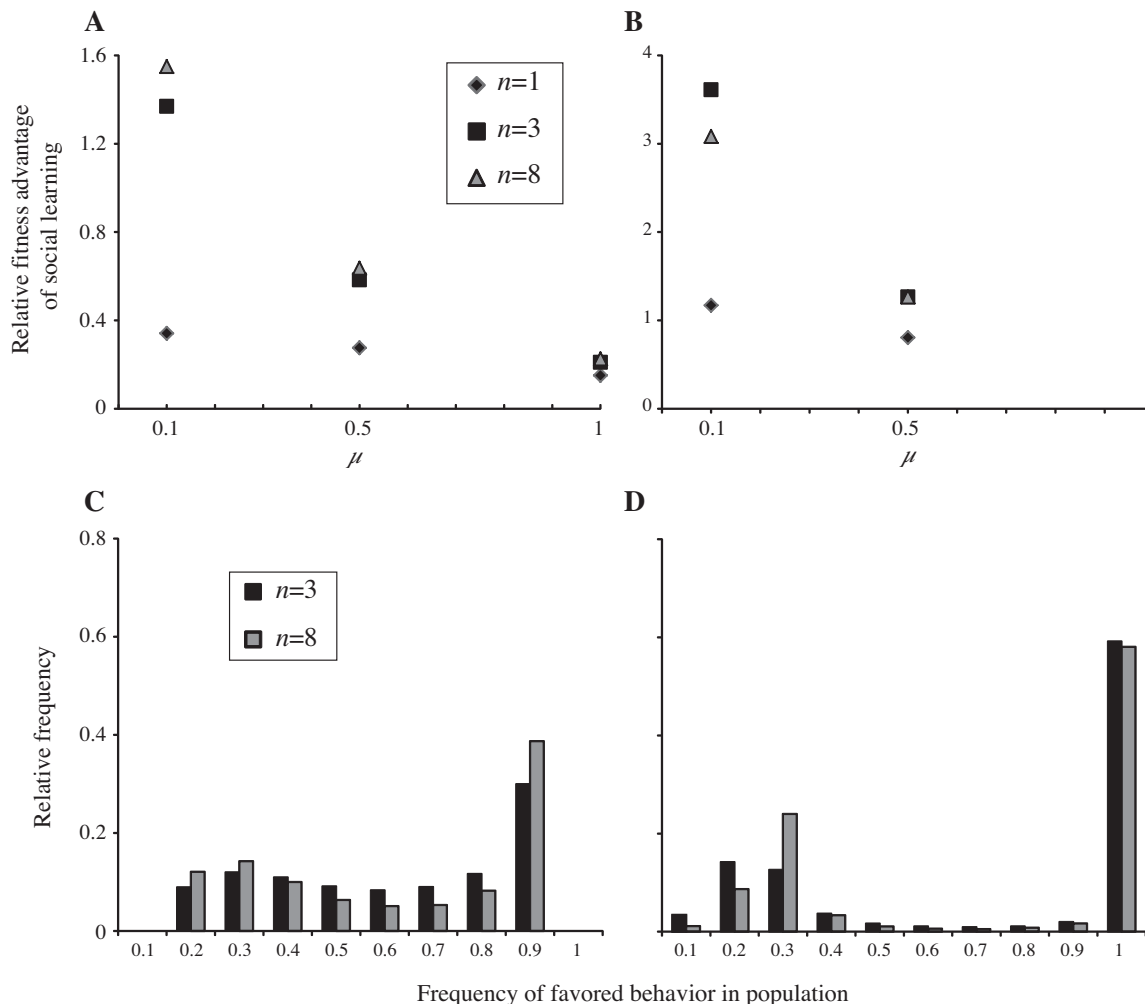 A
B
Relative fitness advantage
of social learning
1.6
1.2
0.8
0.4
0
n=1
n=3
n=8
0.1
0.5
1
μ
4
3
2
1
0
0.1
0.5
μ
C
D
Relative frequency
0.8
0.6
0.4
0.2
0
n=3
n=8
0.1 0.2 0.3 0.4 0.5 0.6 0.7 0.8 0.9 1
0.1 0.2 0.3 0.4 0.5 0.6 0.7 0.8 0.9 1
Frequency of favored behavior in population